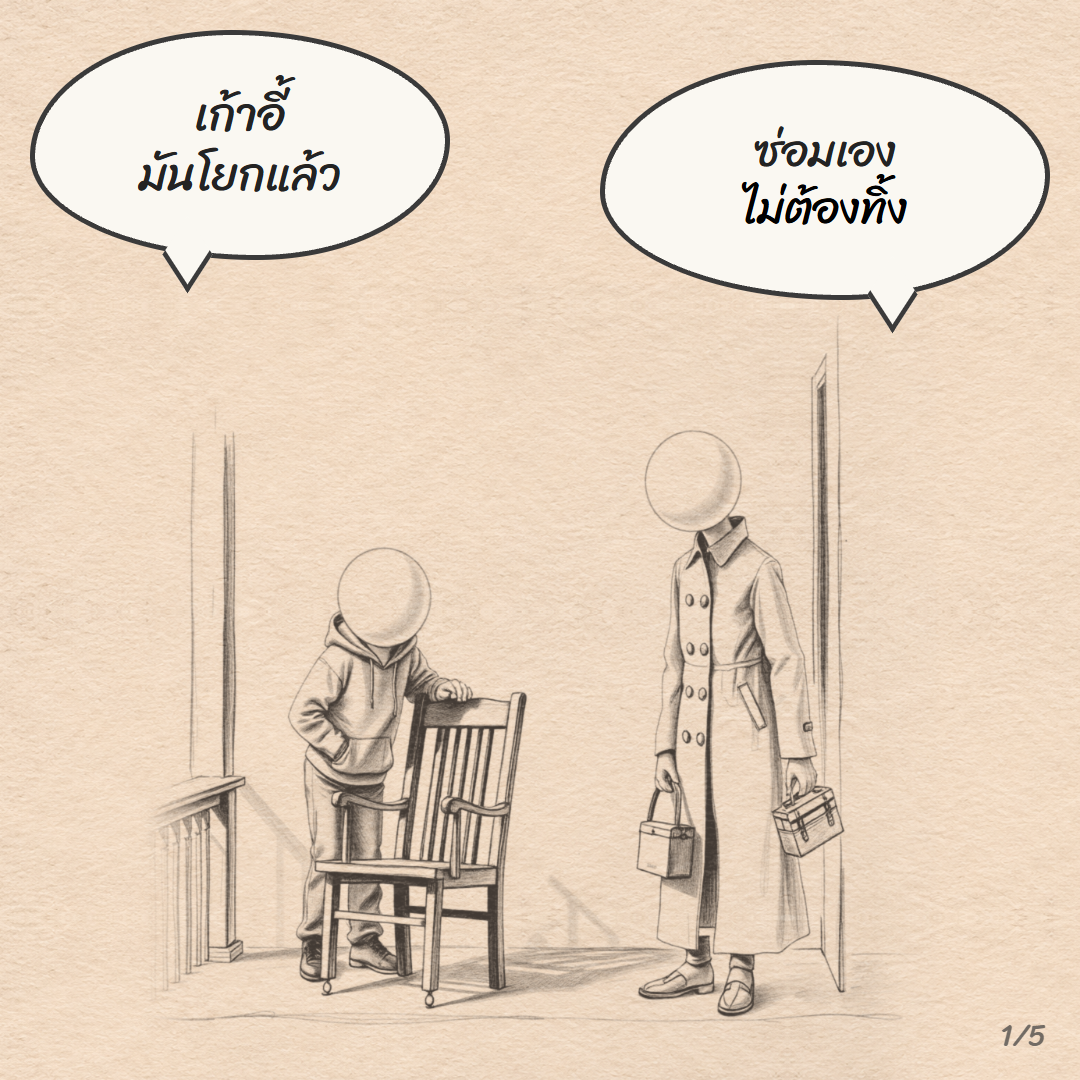 เก้าอี้
มันโยกแล้ว
ซ่อมเอง
ไม่ต้องทิ้ง
1/5